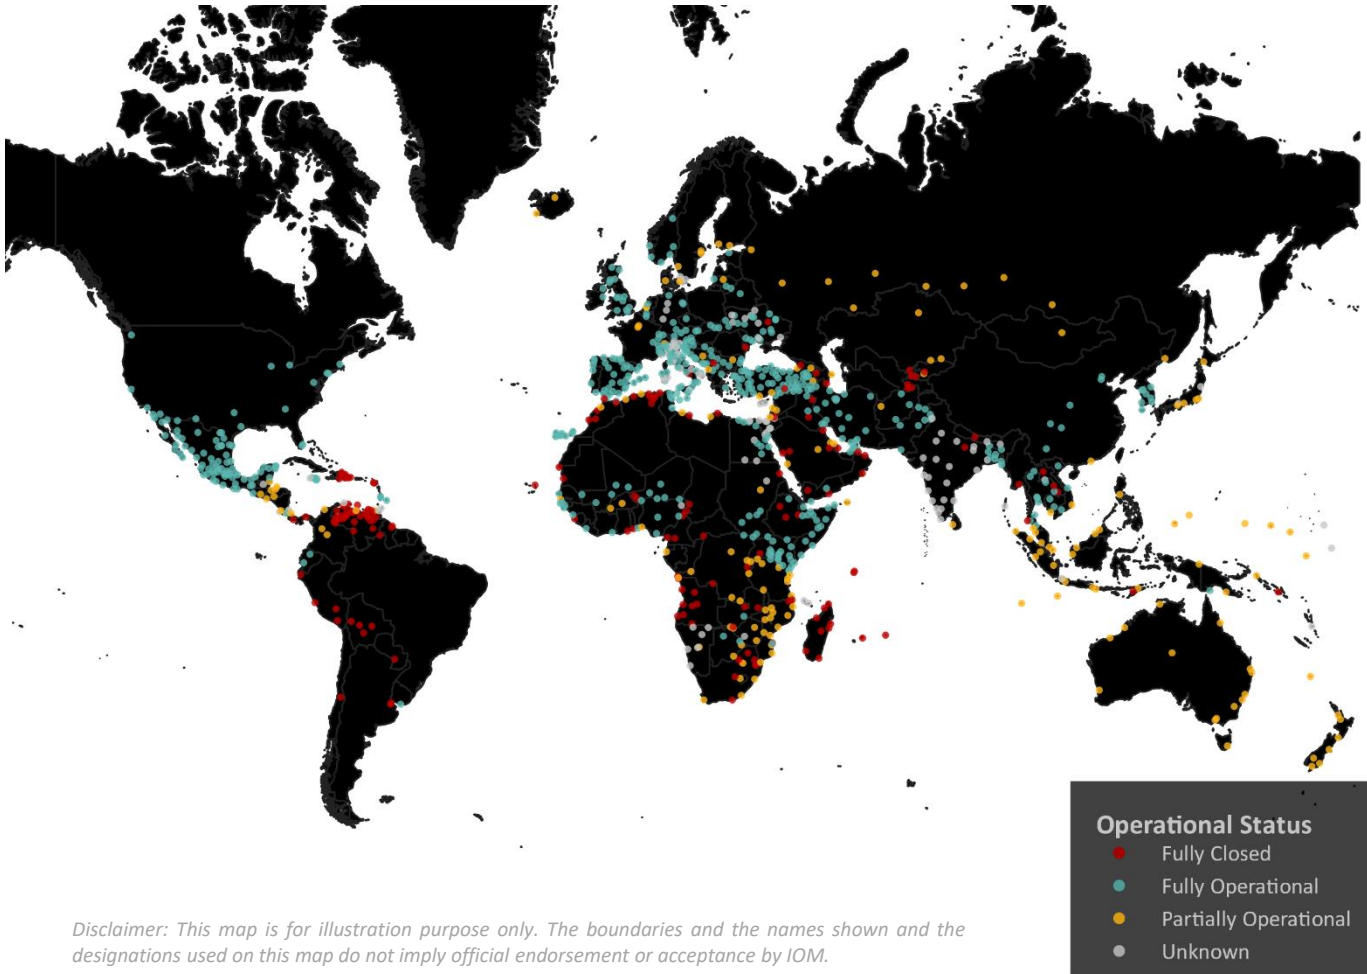 Operational Status
Fully Closed
Fully Operational
Partially Operational
Unknown
Disclaimer: This map is for illustration purpose only. The boundaries and the names shown and the
designations used on this map do not imply official endorsement or acceptance by IOM.